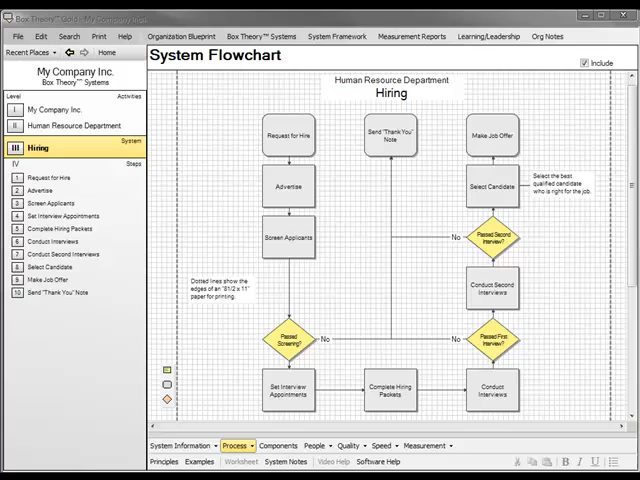 Box Theory™ Gold - My Company Inc.
File Edit Search Print Help Organization Blueprint Box Theory™ Systems System Framework Measurement Reports Learning/Leadership Org Notes
Recent Places Home
System Flowchart
Include
My Company Inc.
Box Theory™ Systems
Level Activities
I My Company Inc.
II Human Resource Department
System
III Hiring
IV Steps
1 Request for Hire
2 Advertise
3 Screen Applicants
4 Set Interview Appointments
5 Complete Hiring Packets
6 Conduct Interviews
7 Conduct Second Interviews
8 Select Candidate
9 Make Job Offer
10 Send "Thank You" Note
Human Resource Department
Hiring
Request for Hire
Send "Thank You"
Note
Make Job Offer
Advertise
Select Candidate
Select the best
qualified candidate
who is right for the job.
Screen Applicants
No
Passed Second
Interview?
Dotted lines show the
edges of an "81/2 x 11"
paper for printing.
Conduct Second
Interviews
Passed
Screening?
No
No
Passed First
Interview?
Set Interview
Appointments
Complete Hiring
Packets
Conduct
Interviews
System Information Process Components People Quality Speed Measurement
Principles Examples Worksheet System Notes Video Help Software Help
B I U